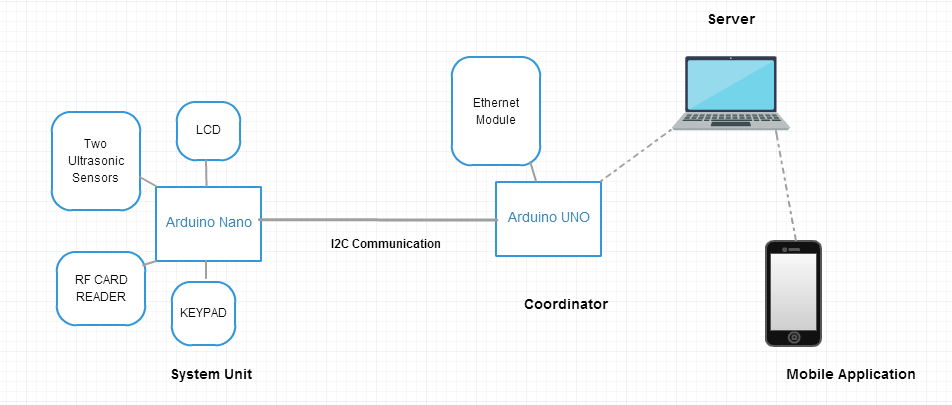 Server
Ethernet
Module
LCD
Two
Ultrasonic
Sensors
Arduino Nano
Arduino UNO
I2C Communication
RF CARD
READER
KEYPAD
Coordinator
System Unit
Mobile Application